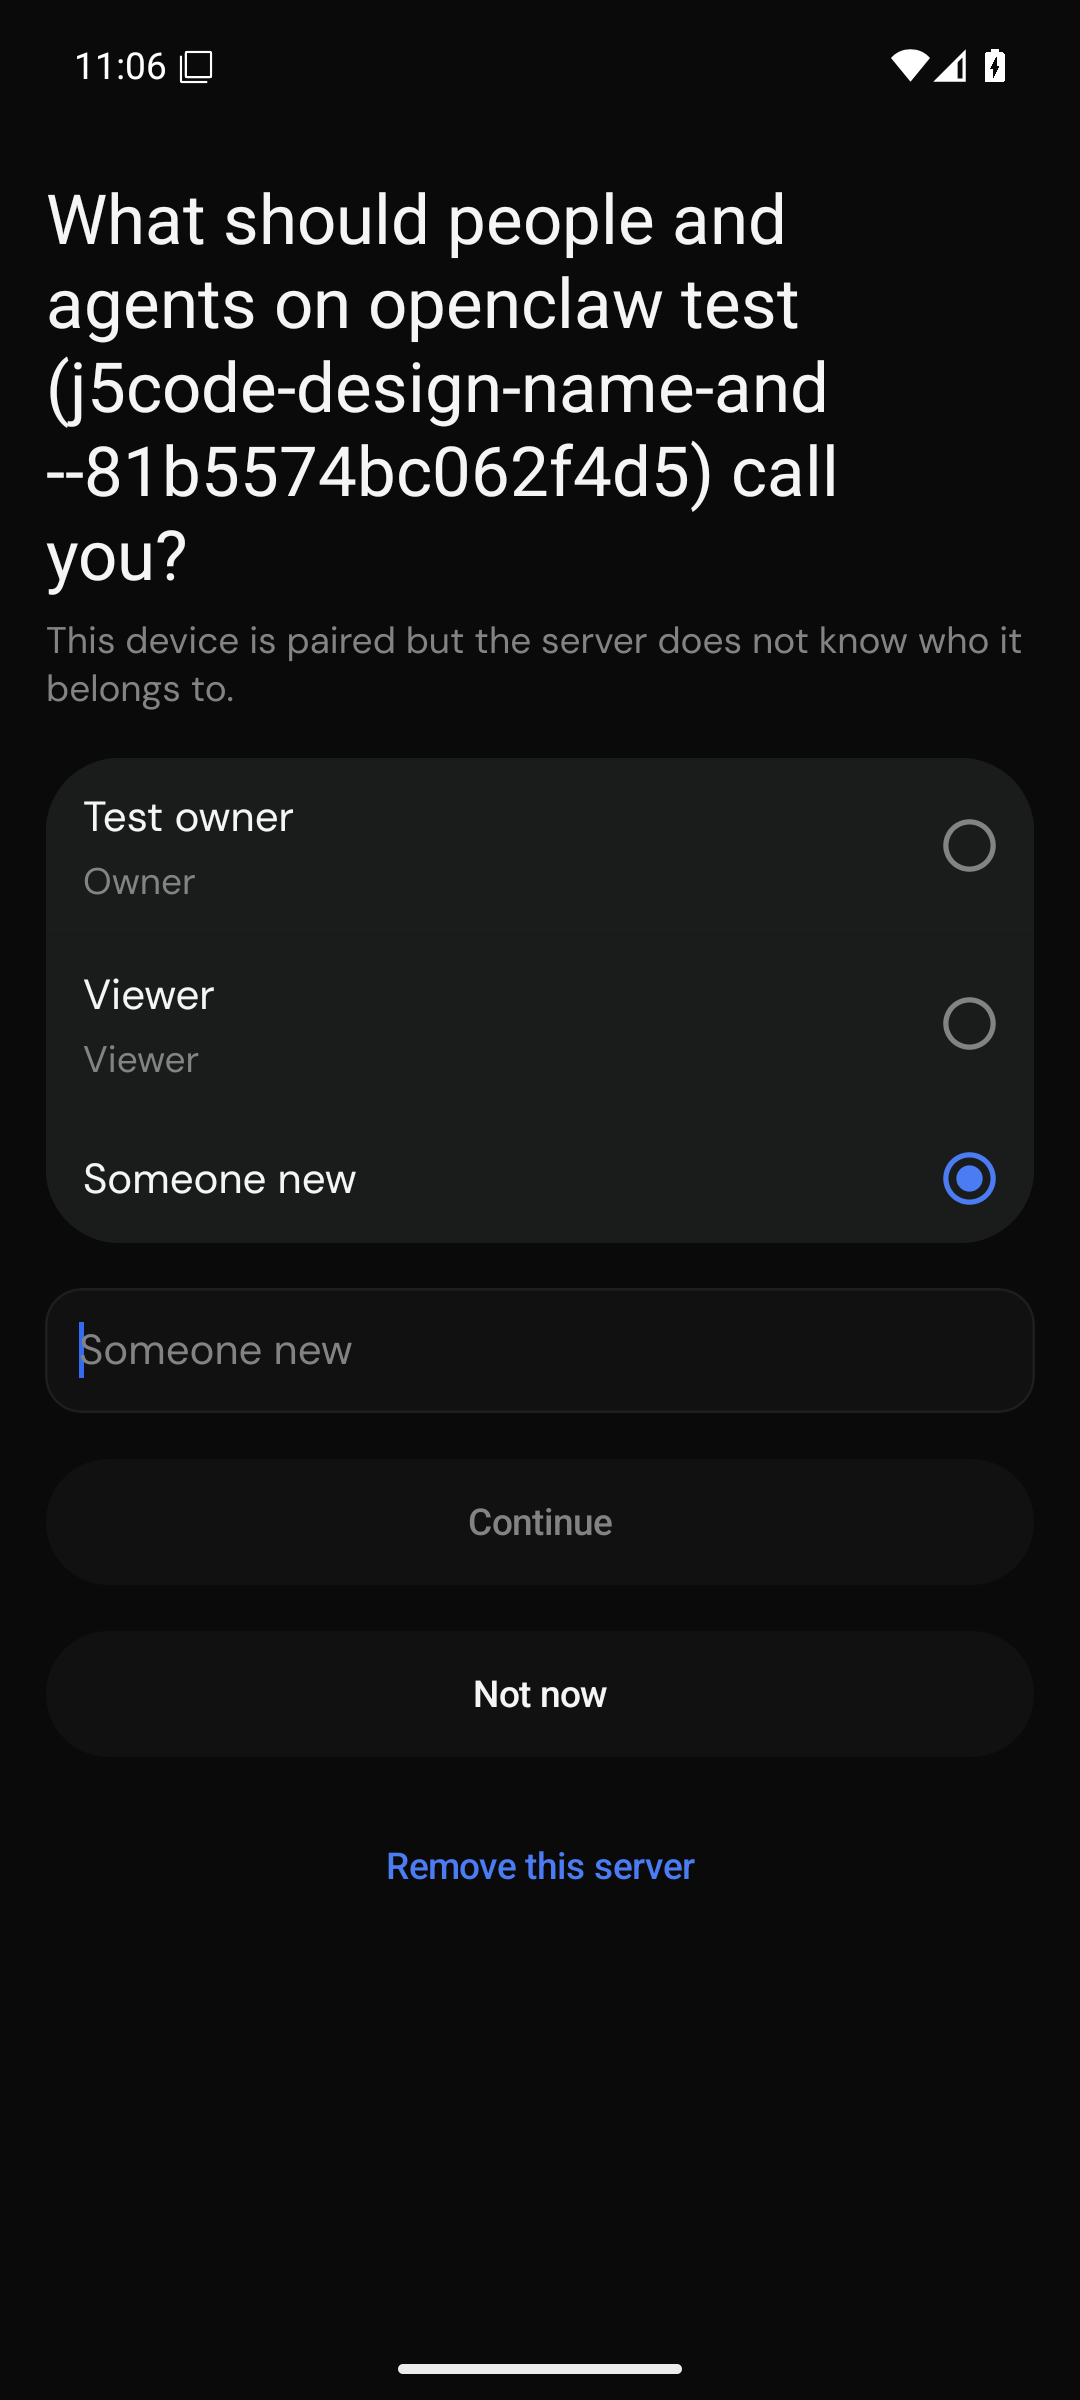 11:06
What should people and
agents on openclaw test
(j5code-design-name-and
--81b5574bc062f4d5) call
you?
This device is paired but the server does not know who it
belongs to.
Test owner
Owner
Viewer
Viewer
Someone new
Someone new
Continue
Not now
Remove this server